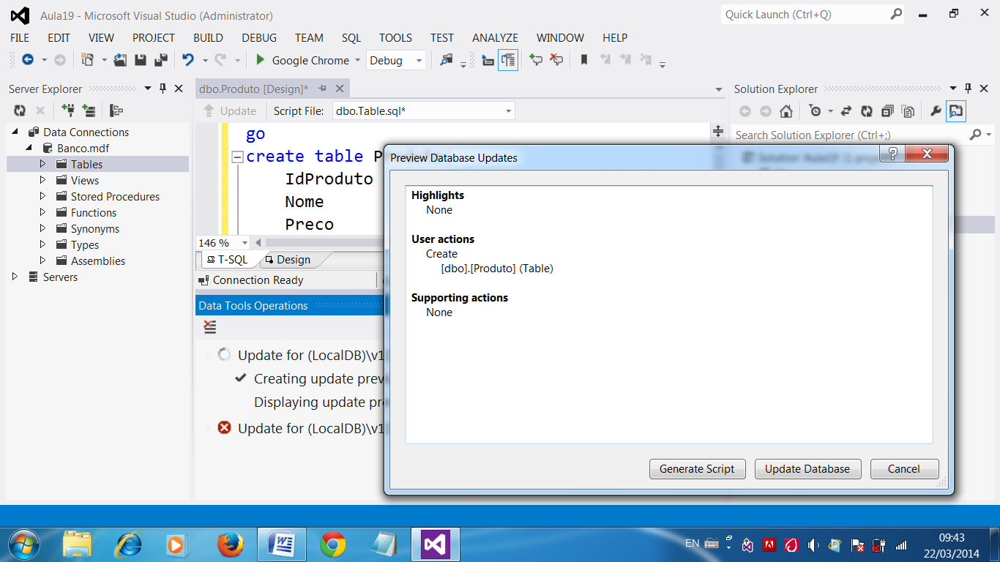 Aula19 - Microsoft Visual Studio (Administrator)
Quick Launch (Ctrl+Q)
FILE EDIT VIEW PROJECT BUILD DEBUG TEAM SQL TOOLS TEST ANALYZE WINDOW HELP
Google Chrome Debug
Server Explorer
dbo.Produto [Design]*
Solution Explorer
Update Script File: dbo.Table.sql*
Data Connections
Banco.mdf
Tables
Views
Stored Procedures
Functions
Synonyms
Types
Assemblies
Servers
go
create table
IdProduto
Nome
Preco
146 %
T-SQL Design
Connection Ready
Search Solution Explorer (Ctrl+;)
Data Tools Operations
Update for (LocalDB)\v1
Creating update prev
Displaying update pr
Update for (LocalDB)\v1
Preview Database Updates
Highlights
None
User actions
Create
[dbo].[Produto] (Table)
Supporting actions
None
Generate Script Update Database Cancel
EN
09:43
22/03/2014